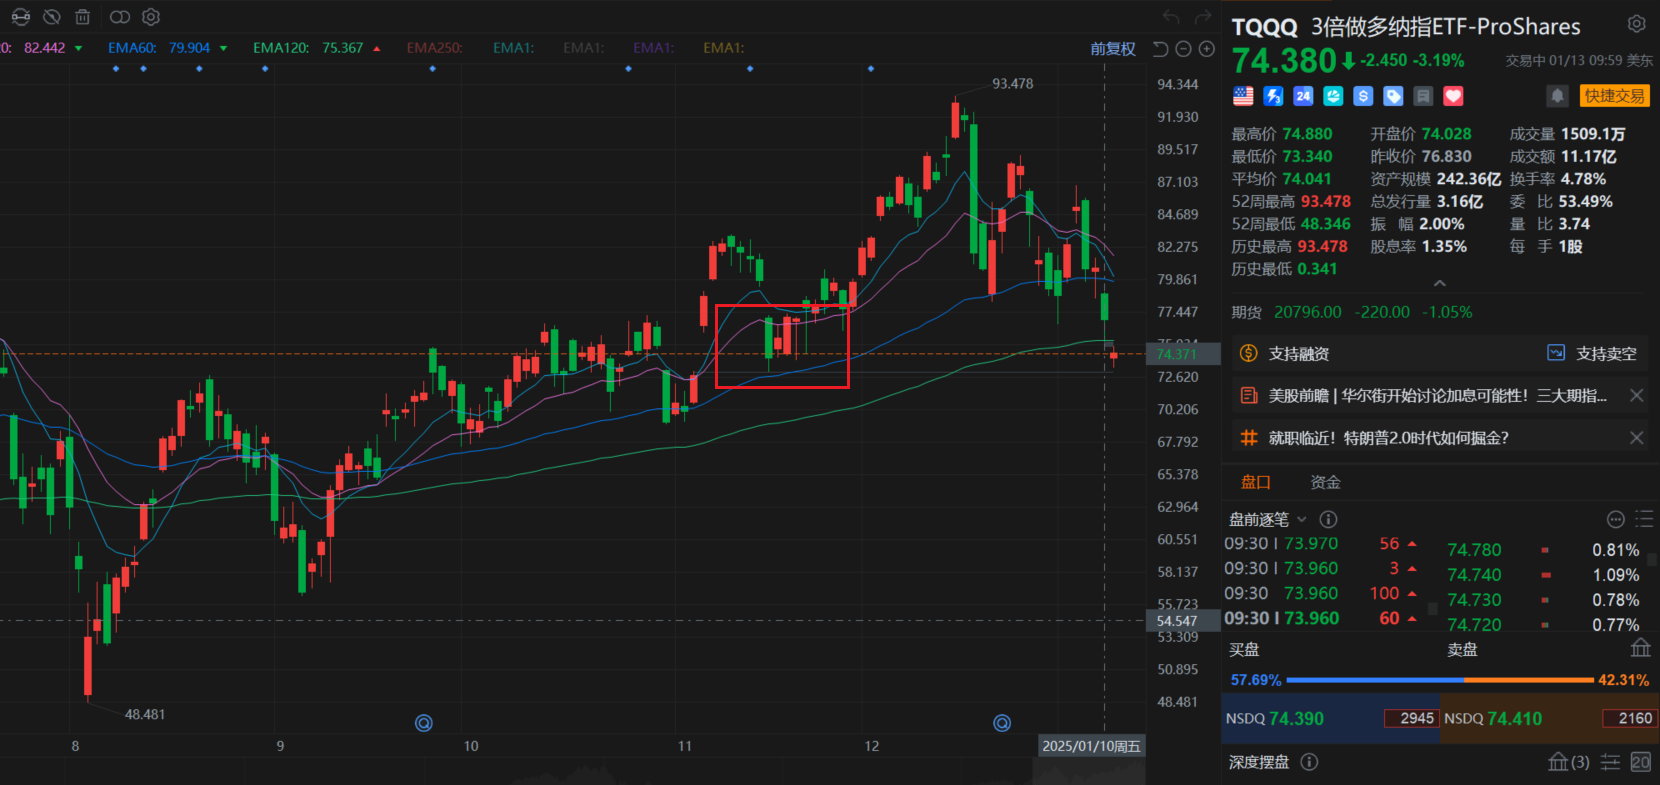 0: 82.442 EMA60: 79.904 EMA120: 75.367 EMA250: EMA1: EMA1: EMA1: EMA1: 前复权
93.478
48.481
94.344
91.930
89.517
87.103
84.689
82.275
79.861
77.447
74.371
72.620
70.206
67.792
65.378
62.964
60.551
58.137
55.723
54.547
53.309
50.895
48.481
8 9 10 11 12 2025/01/10周五
TQQQ 3倍做多纳指ETF-ProShares
74.380 -2.450 -3.19% 交易中 01/13 09:59 美东
24 快捷交易
最高价 74.880 开盘价 74.028 成交量 1509.1万
最低价 73.340 昨收价 76.830 成交额 11.17亿
平均价 74.041 资产规模 242.36亿 换手率 4.78%
52周最高 93.478 总发行量 3.16亿 委 比 53.49%
52周最低 48.346 振 幅 2.00% 量 比 3.74
历史最高 93.478 股息率 1.35% 每 手 1股
历史最低 0.341
期货 20796.00 -220.00 -1.05%
支持融资 支持卖空
美股前瞻 | 华尔街开始讨论加息可能性！三大期指...
就职临近！特朗普2.0时代如何掘金？
盘口 资金
盘前逐笔
09:30 I 73.970 56
09:30 I 73.960 3
09:30 73.960 100
09:30 I 73.960 60
74.780 0.81%
74.740 1.09%
74.730 0.78%
74.720 0.77%
买盘 卖盘
57.69% 42.31%
NSDQ 74.390 2945 NSDQ 74.410 2160
深度摆盘 (3) 20